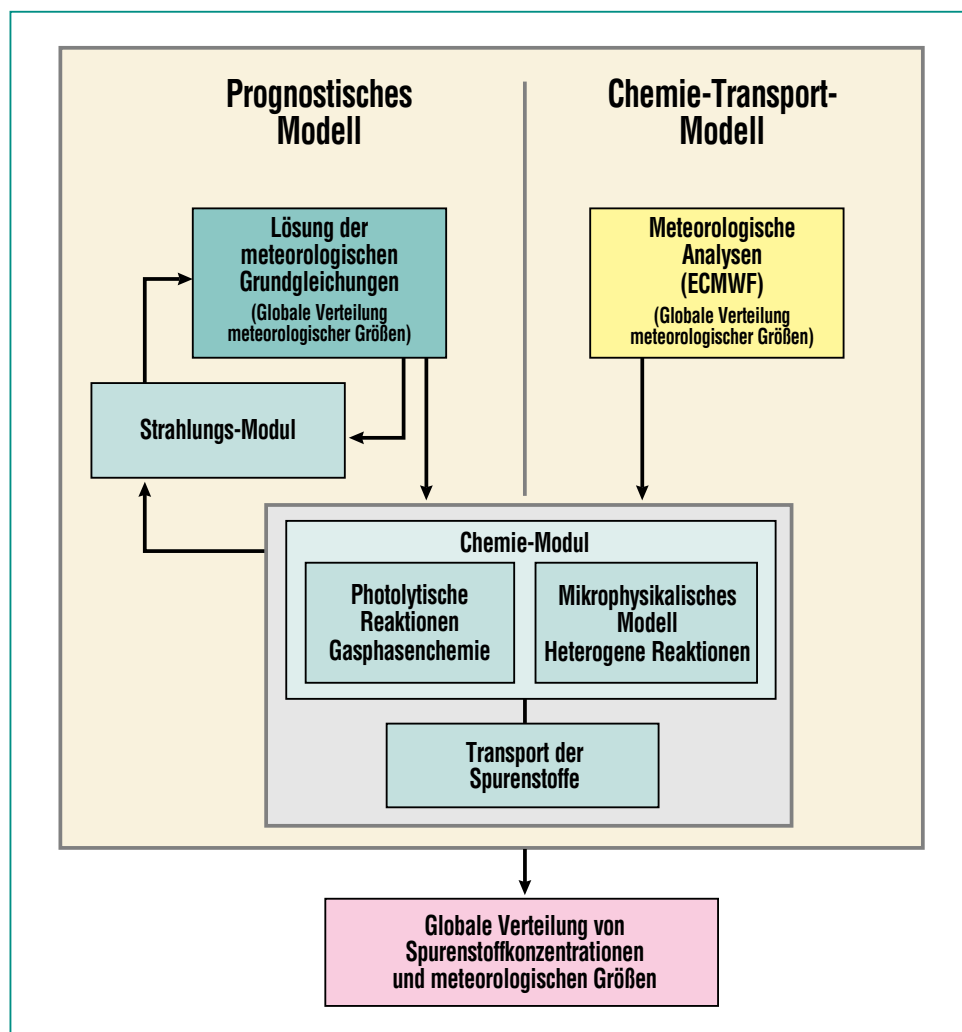 Prognostisches
Modell
Chemie-Transport-
Modell
Lösung der
meteorologischen
Grundgleichungen
(Globale Verteilung
meteorologischer Größen)
Meteorologische
Analysen
(ECMWF)
(Globale Verteilung
meteorologischer Größen)
Strahlungs-Modul
Chemie-Modul
Photolytische
Reaktionen
Gasphasenchemie
Mikrophysikalisches
Modell
Heterogene Reaktionen
Transport der
Spurenstoffe
Globale Verteilung von
Spurenstoffkonzentrationen
und meteorologischen Größen